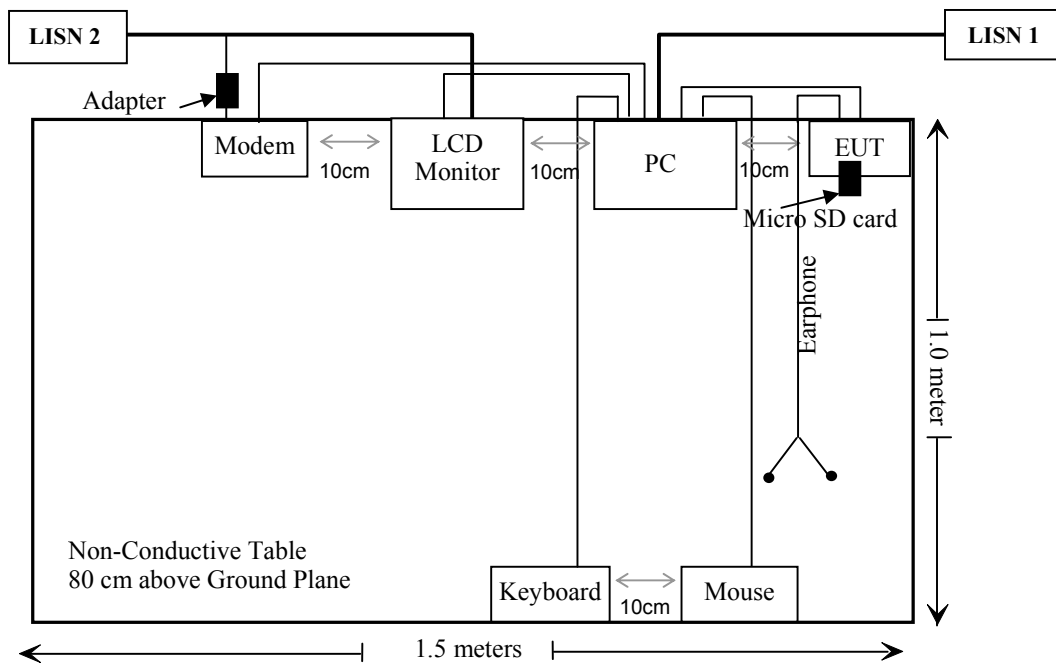 LISN 2
LISN 1
Adapter
Modem
LCD
Monitor
PC
EUT
10cm
10cm
10cm
Micro SD card
Earphone
1.0 meter
Non-Conductive Table
80 cm above Ground Plane
Keyboard
10cm
Mouse
1.5 meters